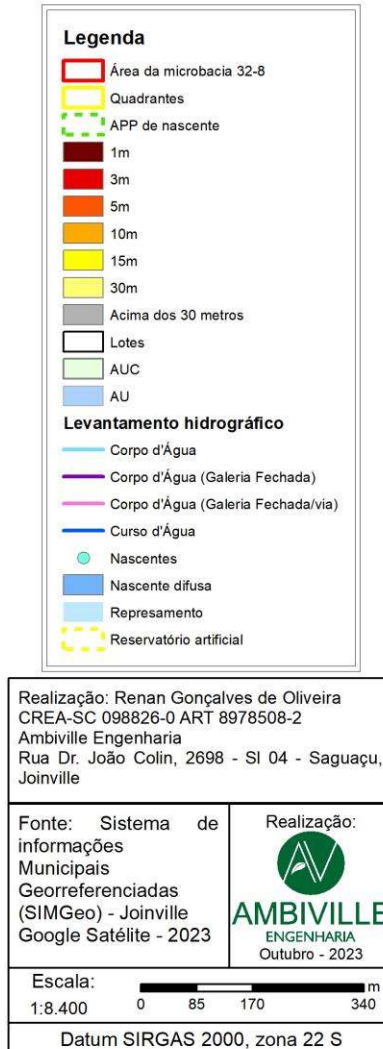 Legenda
Área da microbacia 32-8
Quadrantes
APP de nascente
1m
3m
5m
10m
15m
30m
Acima dos 30 metros
Lotes
AUC
AU
Levantamento hidrográfico
Corpo d'Água
Corpo d'Água (Galeria Fechada)
Corpo d'Água (Galeria Fechada/via)
Curso d'Água
Nascentes
Nascente difusa
Represamento
Reservatório artificial
Realização: Renan Gonçalves de Oliveira
CREA-SC 098826-0 ART 8978508-2
Ambiville Engenharia
Rua Dr. João Colin, 2698 - Sl 04 - Saguaçu,
Joinville
Fonte: Sistema de
informações
Municipais
Georreferenciadas
(SIMGeo) - Joinville
Google Satélite - 2023
Realização:
AMBIVILLE
ENGENHARIA
Outubro - 2023
Escala:
1:8.400
m
0 85 170 340
Datum SIRGAS 2000, zona 22 S